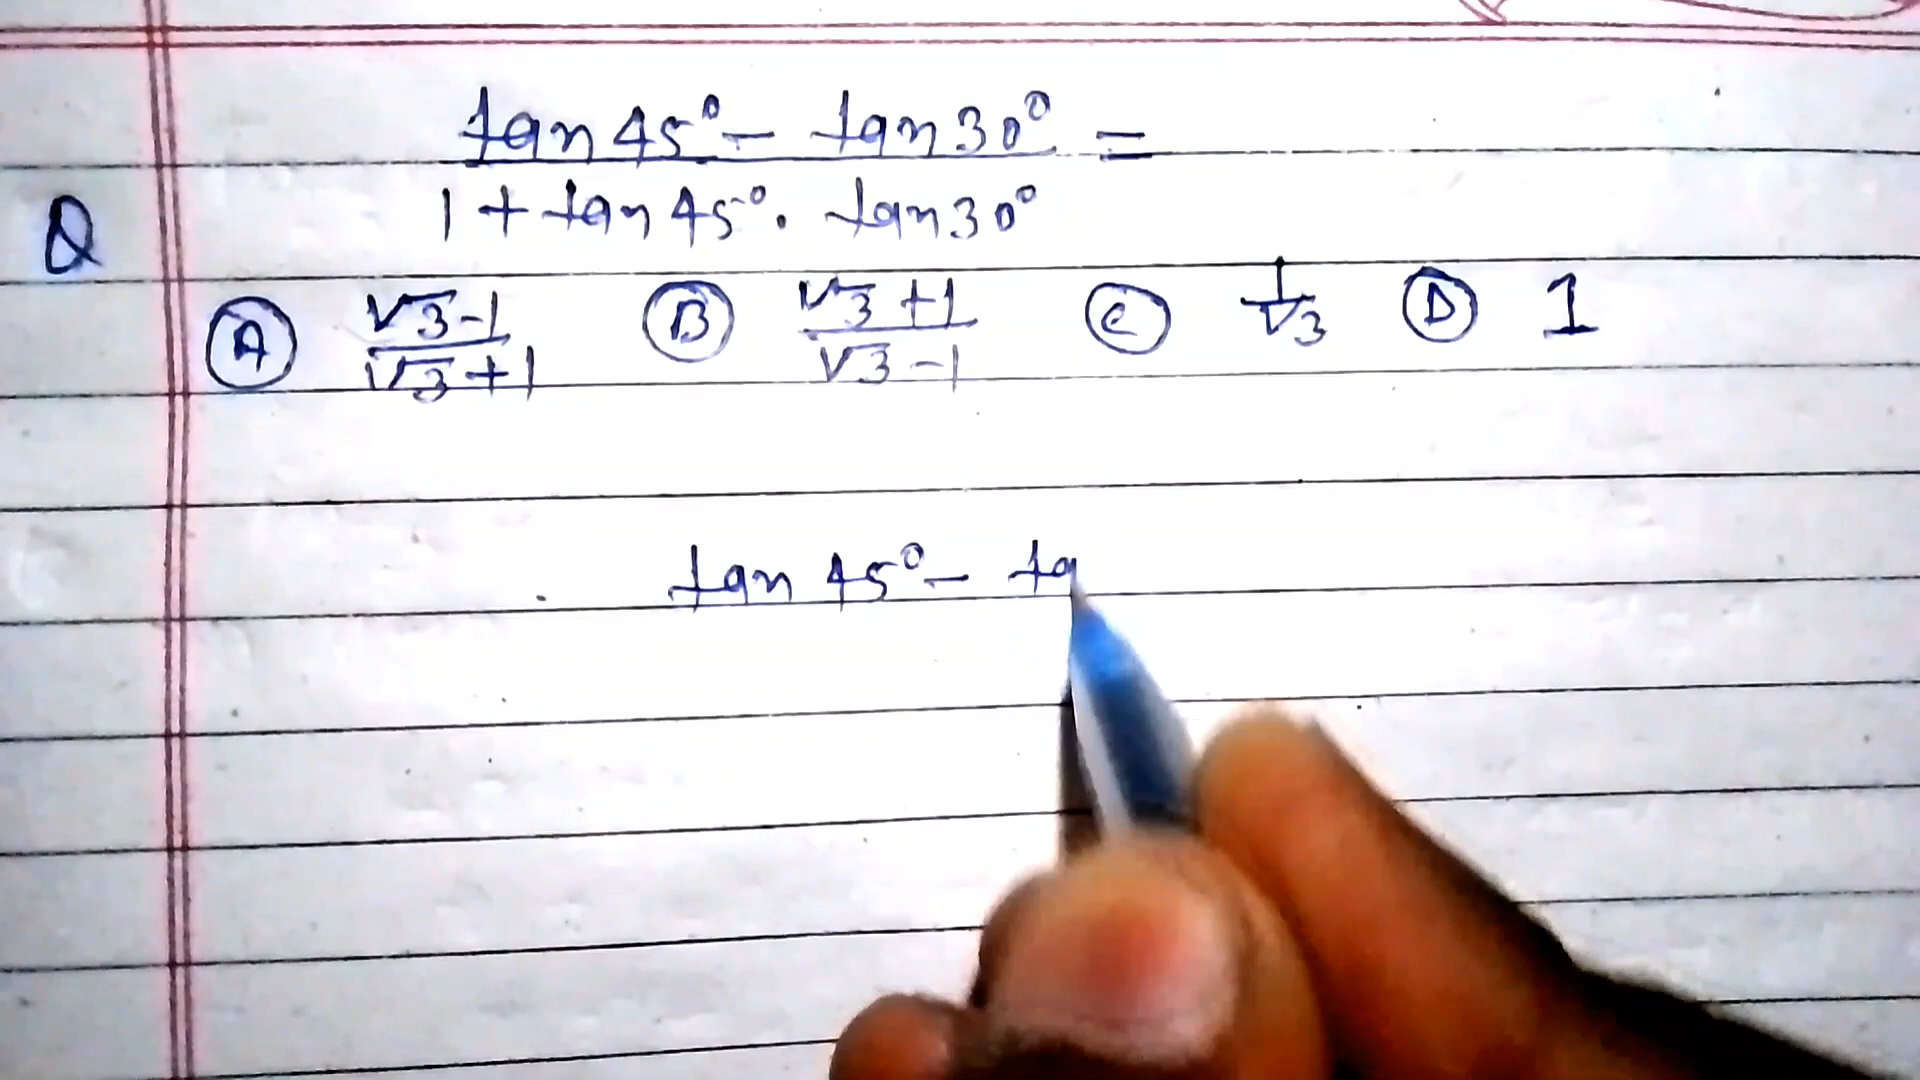 tan 45° - tan 30° =
1 + tan 45° · tan 30°
Q
A √3-1 B √3+1 C 1 D 1
√3+1 √3-1 √3
tan 45° - ta